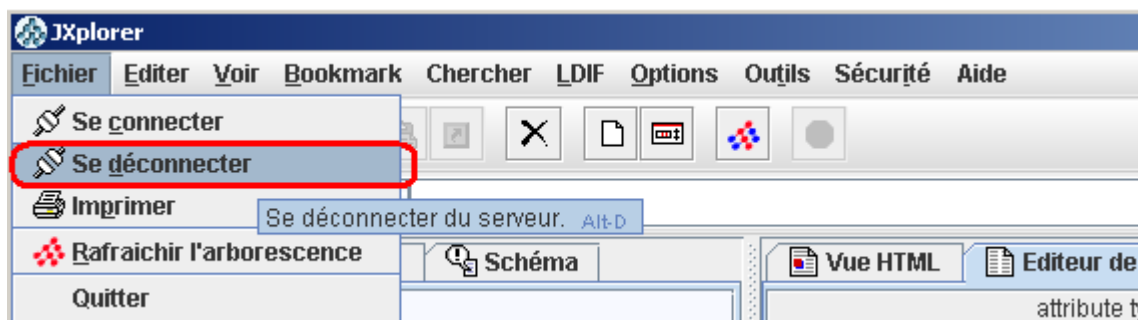 JXplorer
Fichier Editer Voir Bookmark Chercher LDIF Options Outils Sécurité Aide
Se connecter
Se déconnecter
Imprimer
Se déconnecter du serveur. Alt-D
Rafraichir l'arborescence
Schéma
Vue HTML
Editeur de
Quitter
attribute t